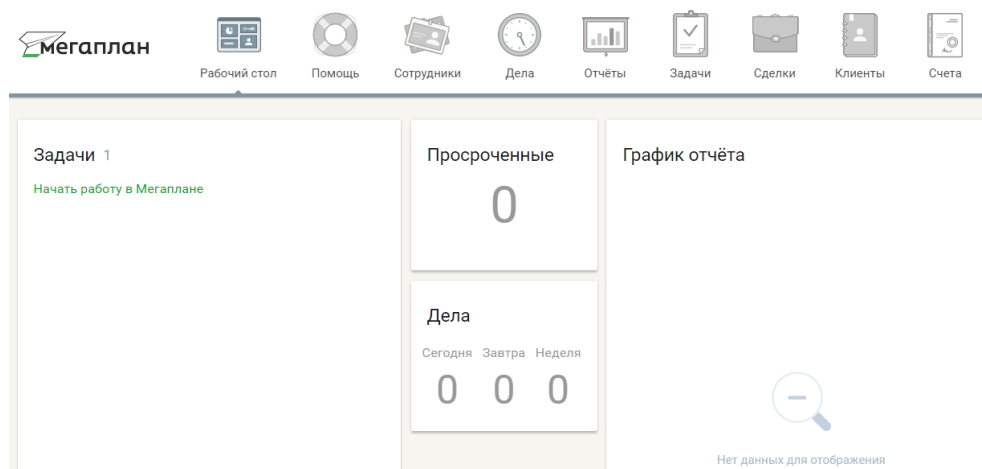 мегаплан
Рабочий стол Помощь Сотрудники Дела Отчёты Задачи Сделки Клиенты Счета
Задачи 1
Начать работу в Мегаплане
Просроченные
0
Дела
Сегодня Завтра Неделя
0 0 0
График отчёта
Нет данных для отображения